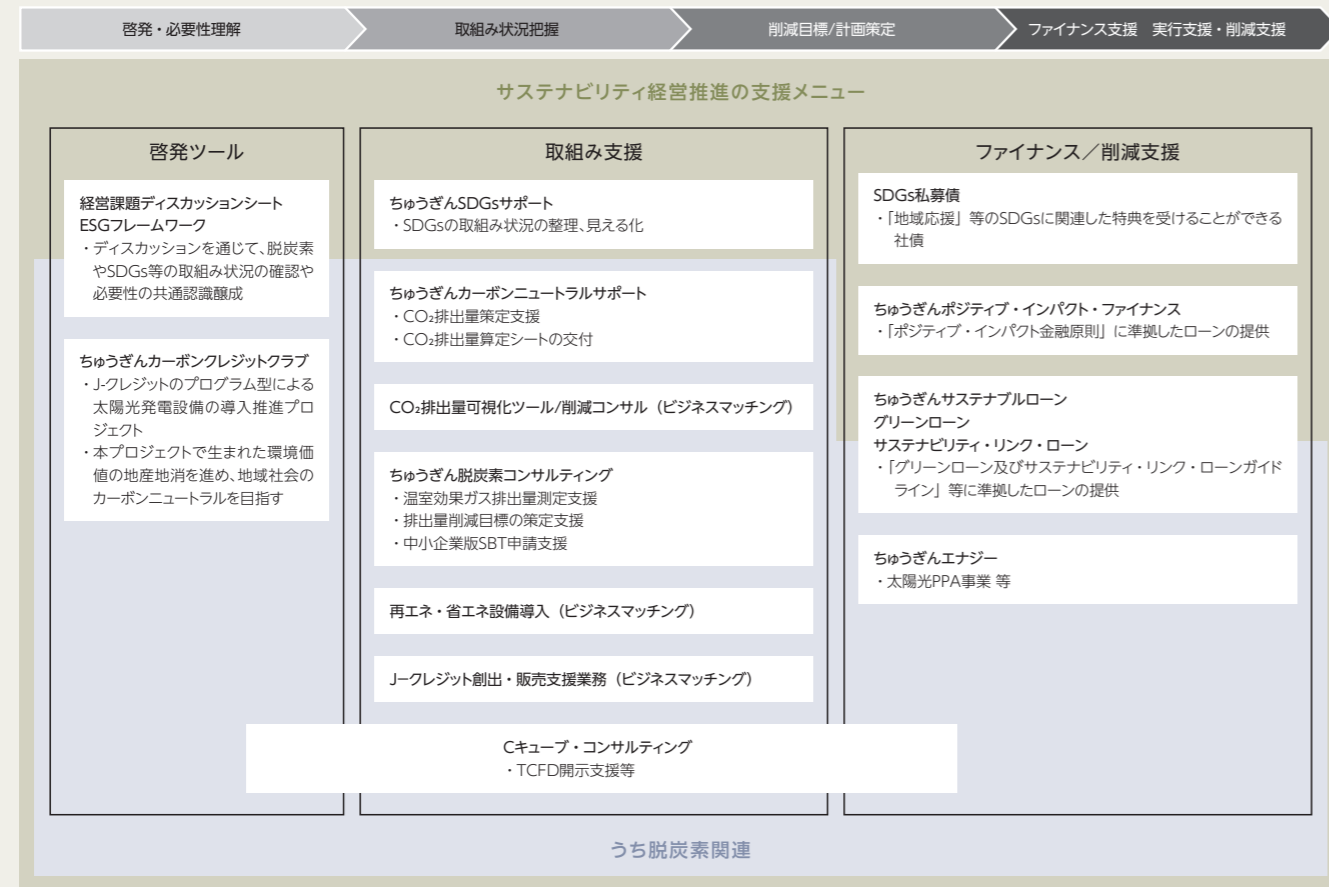 啓発・必要性理解
取組み状況把握
削減目標/計画策定
ファイナンス支援　実行支援・削減支援
サステナビリティ経営推進の支援メニュー
啓発ツール
経営課題ディスカッションシート
ESGフレームワーク
・ディスカッションを通じて、脱炭素
やSDGs等の取組み状況の確認や
必要性の共通認識醸成
ちゅうぎんカーボンクレジットクラブ
・J-クレジットのプログラム型による
太陽光発電設備の導入推進プロ
ジェクト
・本プロジェクトで生まれた環境価
値の地産地消を進め、地域社会の
カーボンニュートラルを目指す
取組み支援
ちゅうぎんSDGsサポート
・SDGsの取組み状況の整理、見える化
ちゅうぎんカーボンニュートラルサポート
・CO₂排出量策定支援
・CO₂排出量算定シートの交付
CO₂排出量可視化ツール/削減コンサル（ビジネスマッチング）
ちゅうぎん脱炭素コンサルティング
・温室効果ガス排出量測定支援
・排出量削減目標の策定支援
・中小企業版SBT申請支援
再エネ・省エネ設備導入（ビジネスマッチング）
J−クレジット創出・販売支援業務（ビジネスマッチング）
Cキューブ・コンサルティング
・TCFD開示支援等
ファイナンス／削減支援
SDGs私募債
・「地域応援」等のSDGsに関連した特典を受けることができる
社債
ちゅうぎんポジティブ・インパクト・ファイナンス
・「ポジティブ・インパクト金融原則」に準拠したローンの提供
ちゅうぎんサステナブルローン
グリーンローン
サステナビリティ・リンク・ローン
・「グリーンローン及びサステナビリティ・リンク・ローンガイド
ライン」等に準拠したローンの提供
ちゅうぎんエナジー
・太陽光PPA事業 等
うち脱炭素関連